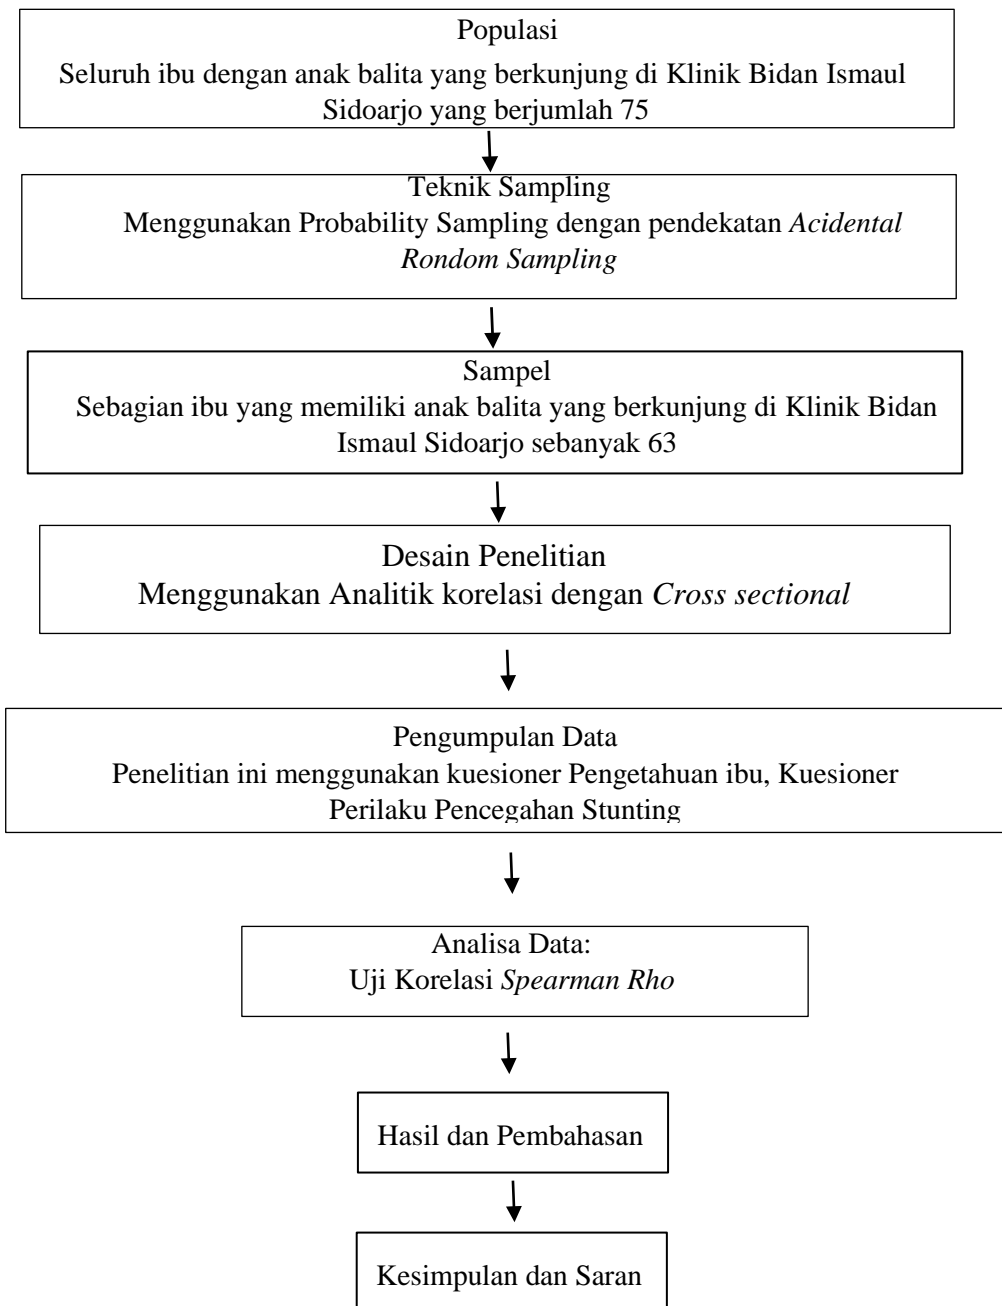 Populasi
Seluruh ibu dengan anak balita yang berkunjung di Klinik Bidan Ismaul
Sidoarjo yang berjumlah 75
Teknik Sampling
Menggunakan Probability Sampling dengan pendekatan Acidental
Rondom Sampling
Sampel
Sebagian ibu yang memiliki anak balita yang berkunjung di Klinik Bidan
Ismaul Sidoarjo sebanyak 63
Desain Penelitian
Menggunakan Analitik korelasi dengan Cross sectional
Pengumpulan Data
Penelitian ini menggunakan kuesioner Pengetahuan ibu, Kuesioner
Perilaku Pencegahan Stunting
Analisa Data:
Uji Korelasi Spearman Rho
Hasil dan Pembahasan
Kesimpulan dan Saran